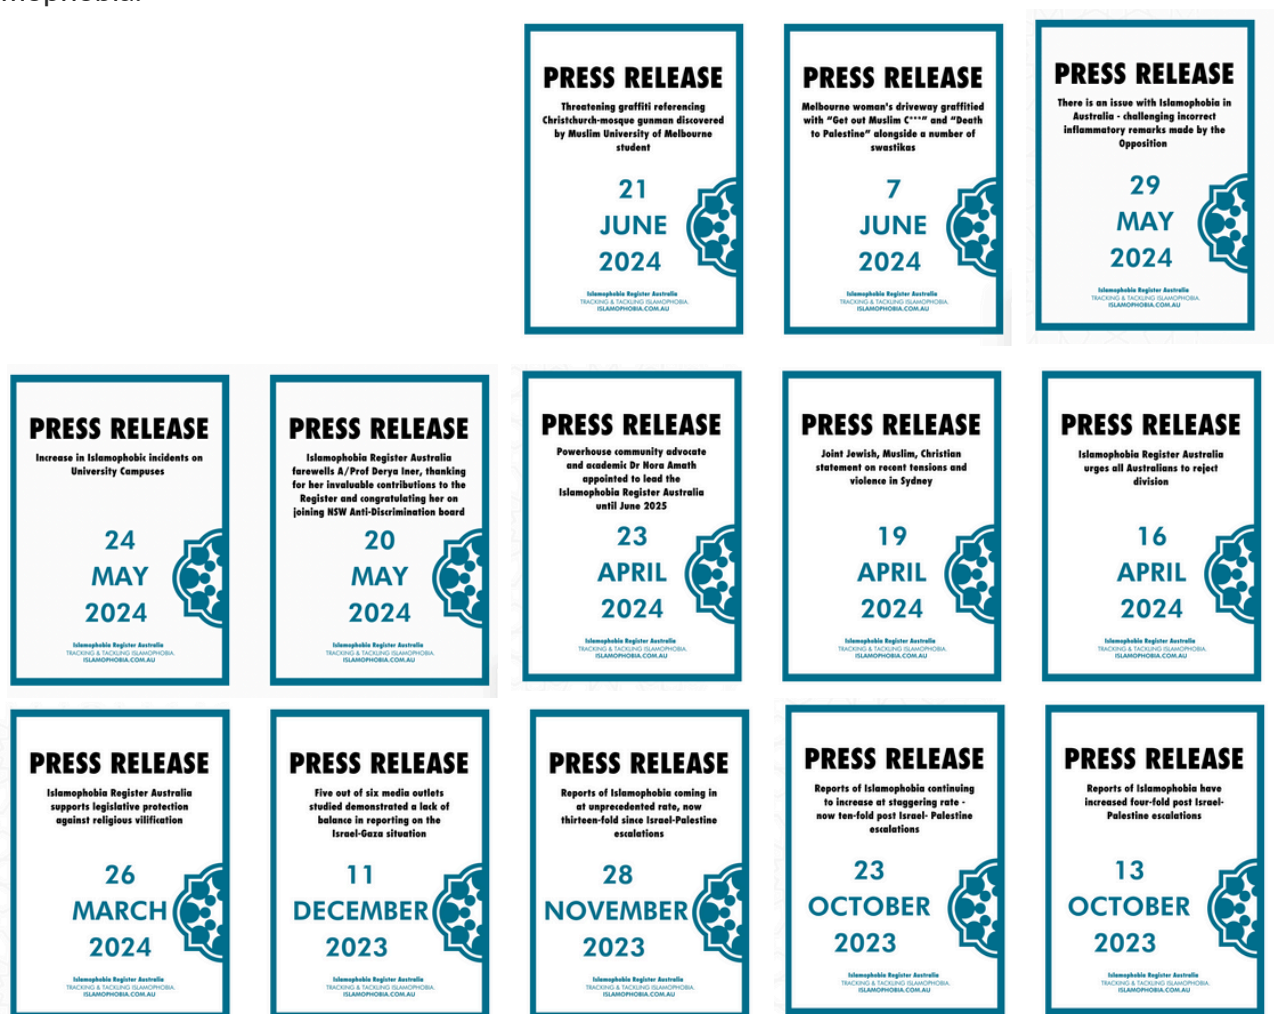 PRESS RELEASE
Threatening graffiti referencing
Christchurch-mosque gunman discovered
by Muslim University of Melbourne
student
21
JUNE
2024
Islamophobia Register Australia
TRACKING & TACKLING ISLAMOPHOBIA.
ISLAMOPHOBIA.COM.AU
PRESS RELEASE
Melbourne woman's driveway graffitied
with "Get out Muslim C***" and "Death
to Palestine" alongside a number of
swastikas
7
JUNE
2024
Islamophobia Register Australia
TRACKING & TACKLING ISLAMOPHOBIA.
ISLAMOPHOBIA.COM.AU
PRESS RELEASE
There is an issue with Islamophobia in
Australia - challenging incorrect
inflammatory remarks made by the
Opposition
29
MAY
2024
Islamophobia Register Australia
TRACKING & TACKLING ISLAMOPHOBIA.
ISLAMOPHOBIA.COM.AU
PRESS RELEASE
Increase in Islamophobic incidents on
University Campuses
24
MAY
2024
Islamophobia Register Australia
TRACKING & TACKLING ISLAMOPHOBIA.
ISLAMOPHOBIA.COM.AU
PRESS RELEASE
Islamophobia Register Australia
farewells A/Prof Derya Iner, thanking
for her invaluable contributions to the
Register and congratulating her on
joining NSW Anti-Discrimination board
20
MAY
2024
Islamophobia Register Australia
TRACKING & TACKLING ISLAMOPHOBIA.
ISLAMOPHOBIA.COM.AU
PRESS RELEASE
Powerhouse community advocate
and academic Dr Nora Amath
appointed to lead the
Islamophobia Register Australia
until June 2025
23
APRIL
2024
Islamophobia Register Australia
TRACKING & TACKLING ISLAMOPHOBIA.
ISLAMOPHOBIA.COM.AU
PRESS RELEASE
Joint Jewish, Muslim, Christian
statement on recent tensions and
violence in Sydney
19
APRIL
2024
Islamophobia Register Australia
TRACKING & TACKLING ISLAMOPHOBIA.
ISLAMOPHOBIA.COM.AU
PRESS RELEASE
Islamophobia Register Australia
urges all Australians to reject
division
16
APRIL
2024
Islamophobia Register Australia
TRACKING & TACKLING ISLAMOPHOBIA.
ISLAMOPHOBIA.COM.AU
PRESS RELEASE
Islamophobia Register Australia
supports legislative protection
against religious vilification
26
MARCH
2024
Islamophobia Register Australia
TRACKING & TACKLING ISLAMOPHOBIA.
ISLAMOPHOBIA.COM.AU
PRESS RELEASE
Five out of six media outlets
studied demonstrated a lack of
balance in reporting on the
Israel-Gaza situation
11
DECEMBER
2023
Islamophobia Register Australia
TRACKING & TACKLING ISLAMOPHOBIA.
ISLAMOPHOBIA.COM.AU
PRESS RELEASE
Reports of Islamophobia coming in
at unprecedented rate, now
thirteen-fold since Israel-Palestine
escalations
28
NOVEMBER
2023
Islamophobia Register Australia
TRACKING & TACKLING ISLAMOPHOBIA.
ISLAMOPHOBIA.COM.AU
PRESS RELEASE
Reports of Islamophobia continuing
to increase at staggering rate -
now ten-fold post Israel- Palestine
escalations
23
OCTOBER
2023
Islamophobia Register Australia
TRACKING & TACKLING ISLAMOPHOBIA.
ISLAMOPHOBIA.COM.AU
PRESS RELEASE
Reports of Islamophobia have
increased four-fold post Israel-
Palestine escalations
13
OCTOBER
2023
Islamophobia Register Australia
TRACKING & TACKLING ISLAMOPHOBIA.
ISLAMOPHOBIA.COM.AU